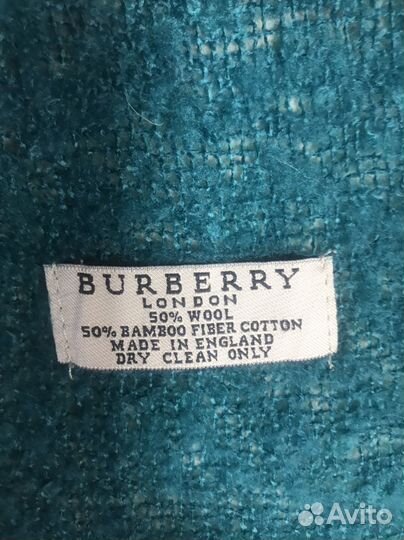 BURBERRY
LONDON
50% WOOL
50% BAMBOO FIBER COTTON
MADE IN ENGLAND
DRY CLEAN ONLY
Avito